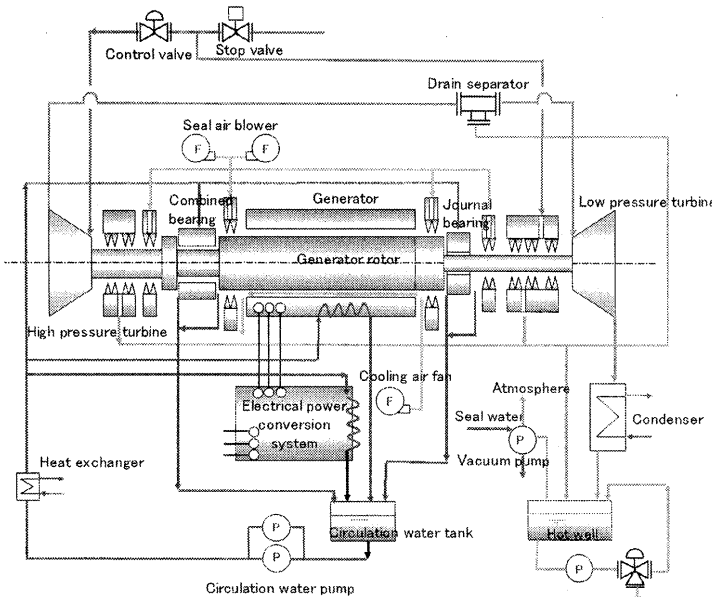 Control valve
Stop valve
Drain separator
Seal air blower
F
F
Combined
bearing
Generator
Journal
bearing
Low pressure turbine
Generator rotor
High pressure turbine
Cooling air fan
F
Atmosphere
Electrical power
conversion
system
Seal water
P
Condenser
Vacuum pump
Heat exchanger
Circulation water tank
Hot well
P
P
P
Circulation water pump